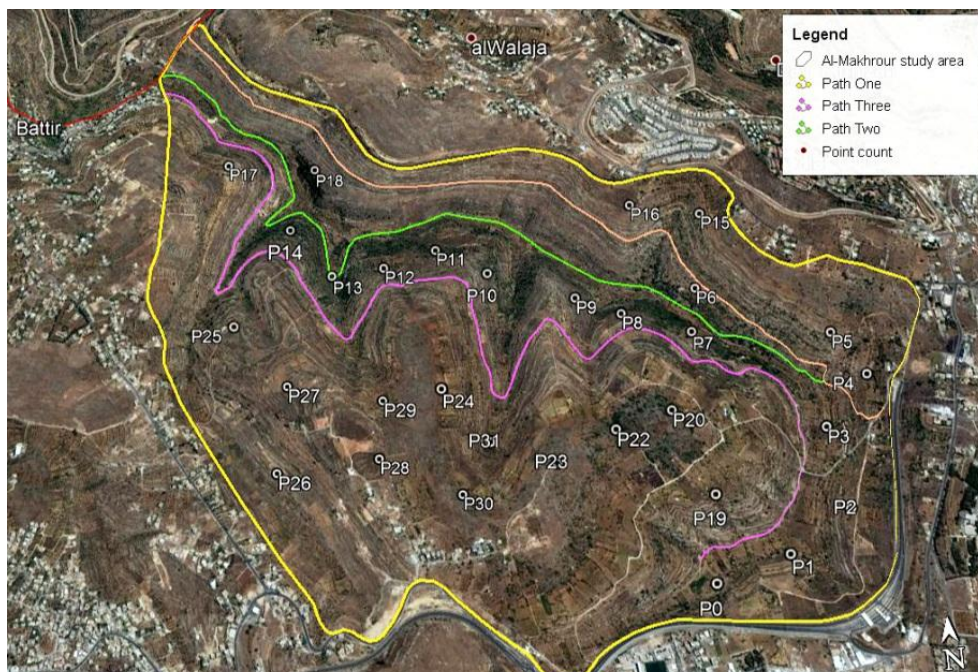 alWalaja
Legend
Al-Makhrour study area
Path One
Path Three
Path Two
Point count
Battir
P17
P18
P16
P15
P14
P11
P12
P13
P10
P9
P6
P8
P7
P5
P25
P4
P27
P29
P24
P20
P22
P3
P31
P28
P23
P26
P30
P19
P2
P1
P0
N